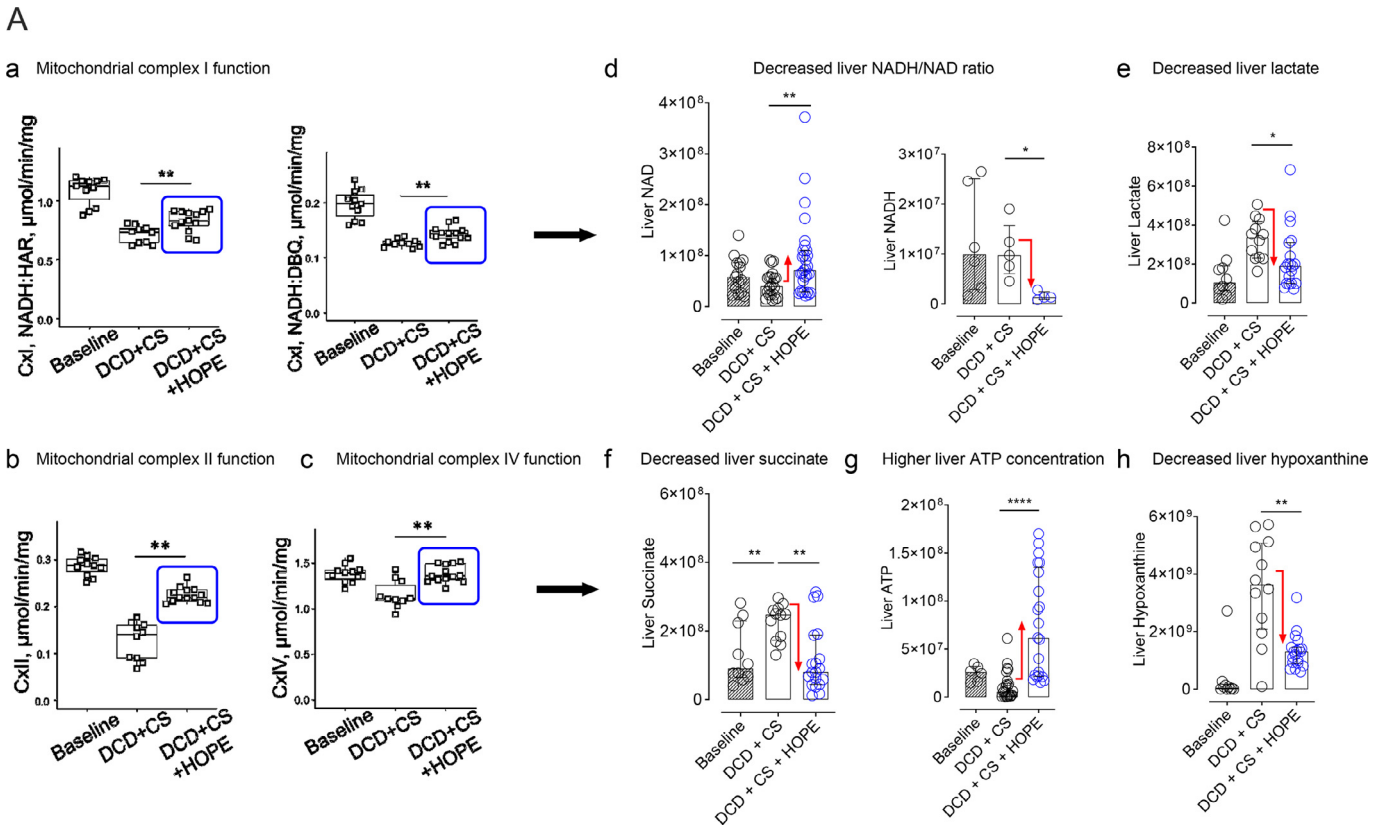 A
a Mitochondrial complex I function
CxI, NADH:HAR, µmol/min/mg
1.0
0.5
0.0
**
Baseline
DCD+CS
DCD+CS
+HOPE
CxI, NADH:DBQ, µmol/min/mg
0.2
0.1
0.0
**
Baseline
DCD+CS
DCD+CS
+HOPE
d Decreased liver NADH/NAD ratio
Liver NAD
4×10⁸
3×10⁸
2×10⁸
1×10⁸
0
**
Baseline
DCD+ CS
DCD + CS + HOPE
Liver NADH
3×10⁷
2×10⁷
1×10⁷
0
*
Baseline
DCD + CS
DCD + CS + HOPE
e Decreased liver lactate
Liver Lactate
8×10⁸
6×10⁸
4×10⁸
2×10⁸
0
*
Baseline
DCD + CS
DCD + CS + HOPE
b Mitochondrial complex II function
CxII, µmol/min/mg
0.3
0.2
0.1
0.0
**
Baseline
DCD+CS
DCD+CS
+HOPE
c Mitochondrial complex IV function
CxIV, µmol/min/mg
1.5
1.0
0.5
0.0
**
Baseline
DCD+CS
DCD+CS
+HOPE
f Decreased liver succinate
Liver Succinate
6×10⁸
4×10⁸
2×10⁸
0
** **
Baseline
DCD + CS
DCD + CS + HOPE
g Higher liver ATP concentration
Liver ATP
2×10⁸
1.5×10⁸
1×10⁸
5×10⁷
0
****
Baseline
DCD + CS
DCD + CS + HOPE
h Decreased liver hypoxanthine
Liver Hypoxanthine
6×10⁹
4×10⁹
2×10⁹
0
**
Baseline
DCD + CS
DCD + CS + HOPE